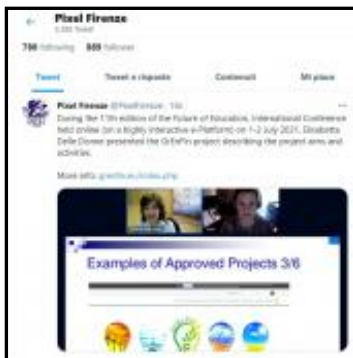 Pixel Firenze
Tweet
Tweet e risposte
Contenuti
Mi piace
Pixel Firenze
During the 11th edition of the Future of Education, International Conference
held online (on a highly interactive e-Platform) on 1-2 July 2021, Elisabetta
Delle Donne presented the project describing the project aims and
activities.
More info:
Examples of Approved Projects 3/6